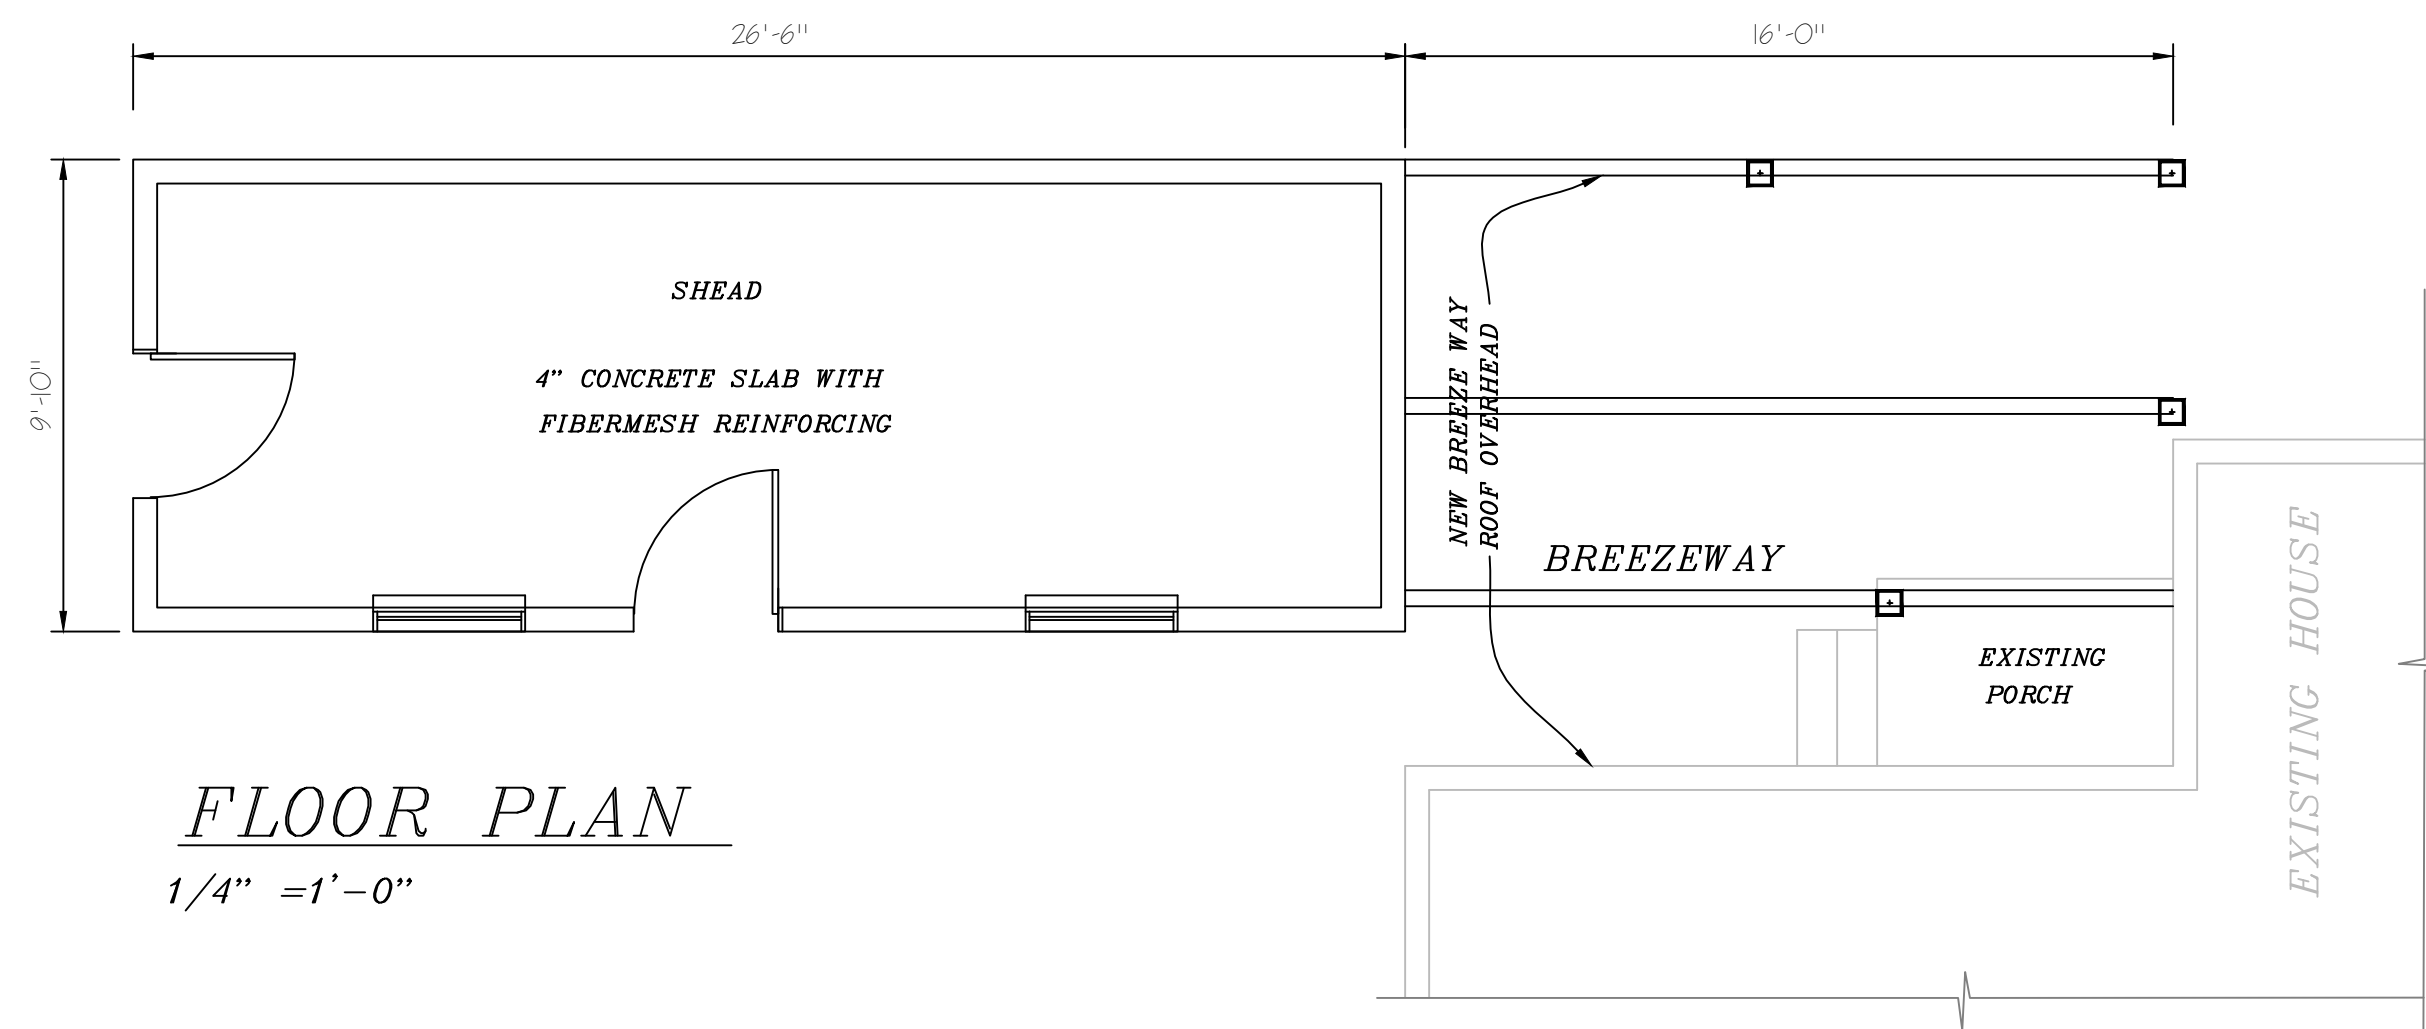 26'-6"
16'-0"
9'-10"
SHEAD
4" CONCRETE SLAB WITH
FIBERMESH REINFORCING
NEW BREEZE WAY
ROOF OVERHEAD
BREEZEWAY
EXISTING
PORCH
EXISTING HOUSE
FLOOR PLAN
1/4" =1'-0"